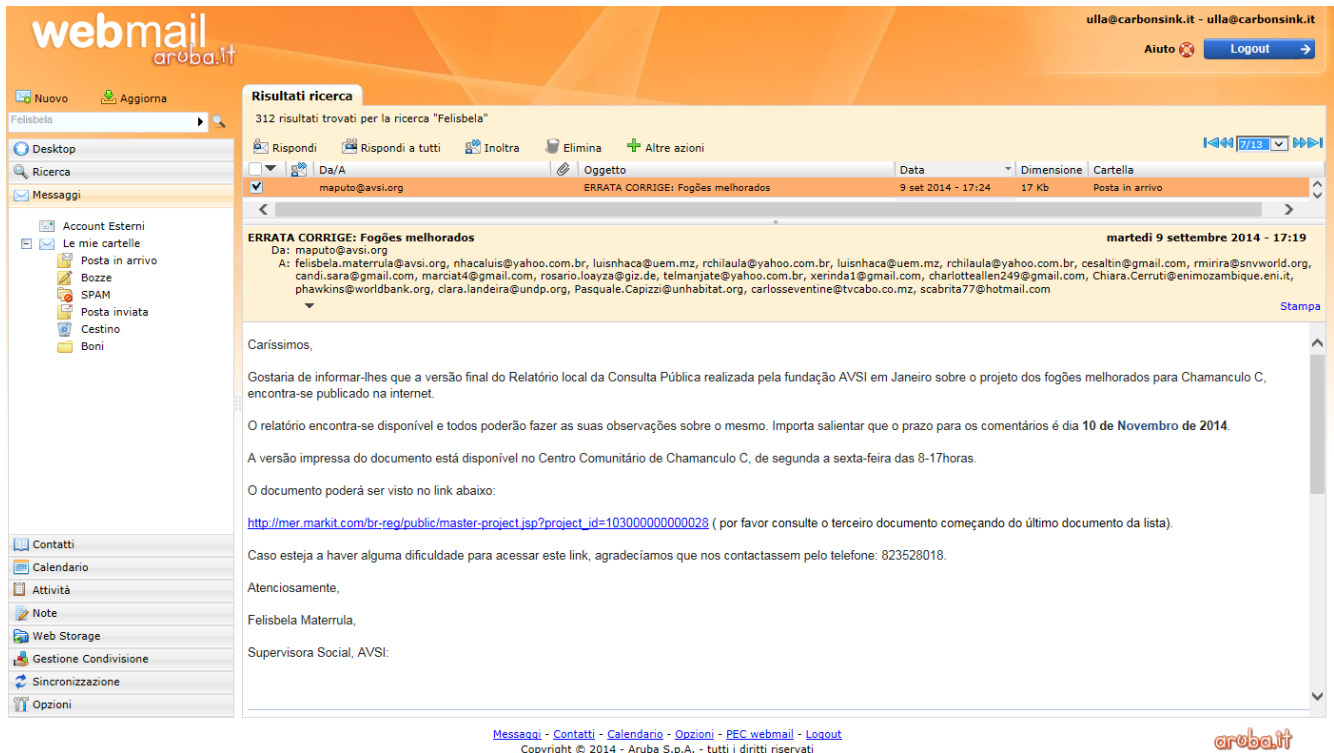 webmail
aruba.it
ulla@carbonsink.it - ulla@carbonsink.it
Aiuto Logout
Nuovo Aggiorna
Felisbela
Desktop
Ricerca
Messaggi
Account Esterni
Le mie cartelle
Posta in arrivo
Bozze
SPAM
Posta inviata
Cestino
Boni
Contatti
Calendario
Attività
Note
Web Storage
Gestione Condivisione
Sincronizzazione
Opzioni
Risultati ricerca
312 risultati trovati per la ricerca "Felisbela"
Rispondi Rispondi a tutti Inoltra Elimina Altre azioni 7/13
Da/A Oggetto Data Dimensione Cartella
maputo@avsi.org ERRATA CORRIGE: Fogões melhorados 9 set 2014 - 17:24 17 Kb Posta in arrivo
ERRATA CORRIGE: Fogões melhorados martedì 9 settembre 2014 - 17:19
Da: maputo@avsi.org
A: felisbela.materrula@avsi.org, nhacaluis@yahoo.com.br, luisnhaca@uem.mz, rchilaula@yahoo.com.br, luisnhaca@uem.mz, rchilaula@yahoo.com.br, cesaltin@gmail.com, rmirira@snvworld.org,
candi.sara@gmail.com, marciat4@gmail.com, rosario.loayza@giz.de, telmanjate@yahoo.com.br, xerinda1@gmail.com, charlotteallen249@gmail.com, Chiara.Cerruti@enimozambique.eni.it,
phawkins@worldbank.org, clara.landeira@undp.org, Pasquale.Capizzi@unhabitat.org, carlosseventine@tvcabo.co.mz, scabrita77@hotmail.com
Stampa
Caríssimos,
Gostaria de informar-lhes que a versão final do Relatório local da Consulta Pública realizada pela fundação AVSI em Janeiro sobre o projeto dos fogões melhorados para Chamanculo C,
encontra-se publicado na internet.
O relatório encontra-se disponível e todos poderão fazer as suas observações sobre o mesmo. Importa salientar que o prazo para os comentários é dia 10 de Novembro de 2014.
A versão impressa do documento está disponível no Centro Comunitário de Chamanculo C, de segunda a sexta-feira das 8-17horas.
O documento poderá ser visto no link abaixo:
http://mer.markit.com/br-reg/public/master-project.jsp?project_id=103000000000028 ( por favor consulte o terceiro documento começando do último documento da lista).
Caso esteja a haver alguma dificuldade para acessar este link, agradecíamos que nos contactassem pelo telefone: 823528018.
Atenciosamente,
Felisbela Materrula,
Supervisora Social, AVSI:
Messaggi - Contatti - Calendario - Opzioni - PEC webmail - Logout
Copyright © 2014 - Aruba S.p.A. - tutti i diritti riservati
aruba.it